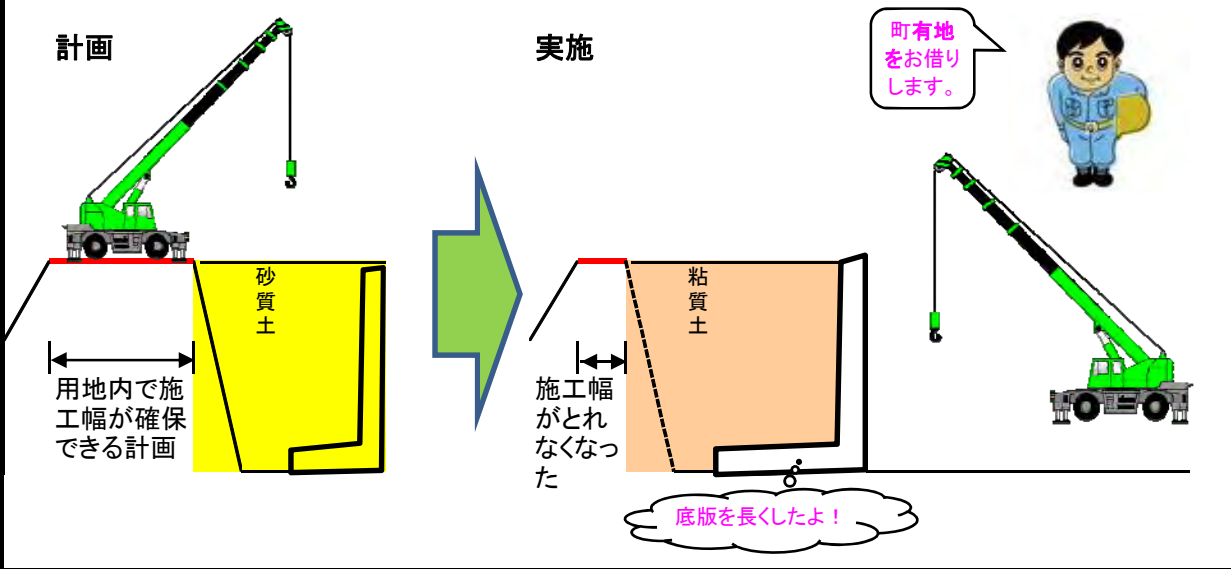 計画
実施
町有地
をお借り
します。
砂
質
土
粘
質
土
用地内で施
工幅が確保
できる計画
施工幅
がとれ
なくなっ
た
底版を長くしたよ！